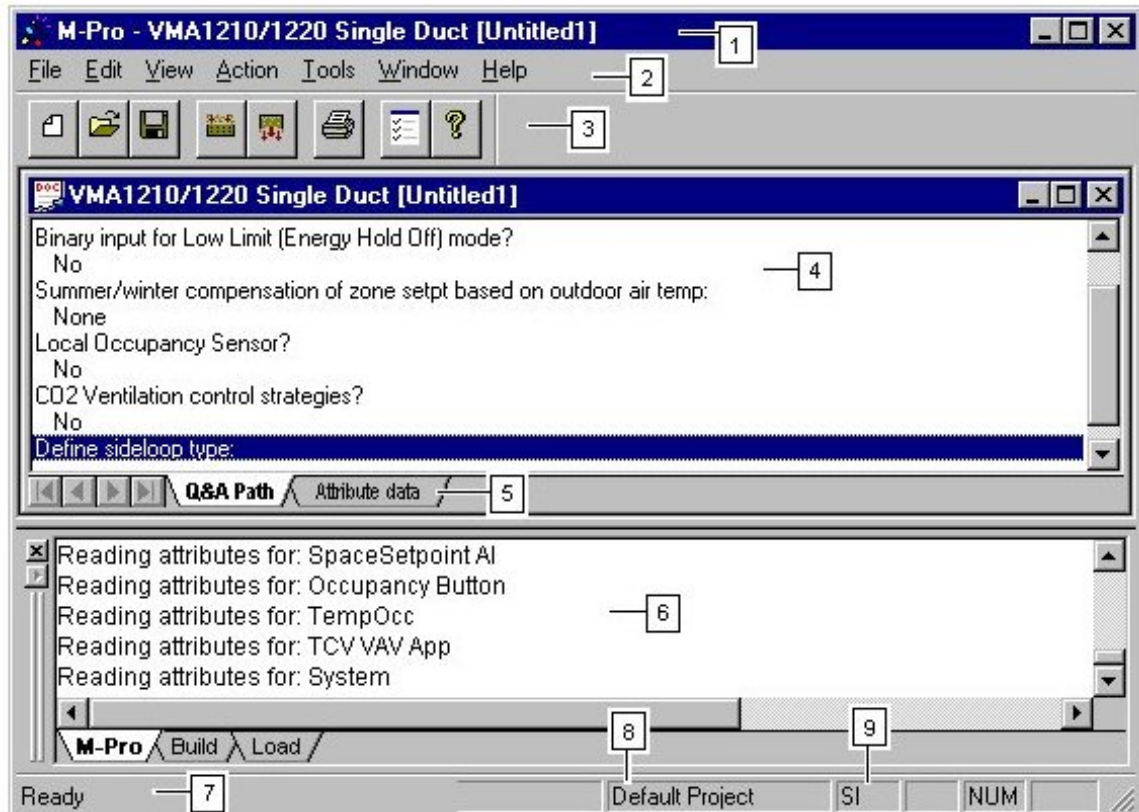 M-Pro - VMA1210/1220 Single Duct [Untitled1]
1
File Edit View Action Tools Window Help
2
3
DOC
VMA1210/1220 Single Duct [Untitled1]
Binary input for Low Limit (Energy Hold Off) mode?
No
4
Summer/winter compensation of zone setpt based on outdoor air temp:
None
Local Occupancy Sensor?
No
CO2 Ventilation control strategies?
No
Define sideloop type:
Q&A Path Attribute data
5
Reading attributes for: SpaceSetpoint AI
Reading attributes for: Occupancy Button
Reading attributes for: TempOcc
6
Reading attributes for: TCV VAV App
Reading attributes for: System
8
9
M-Pro Build Load
Ready
7
Default Project SI NUM